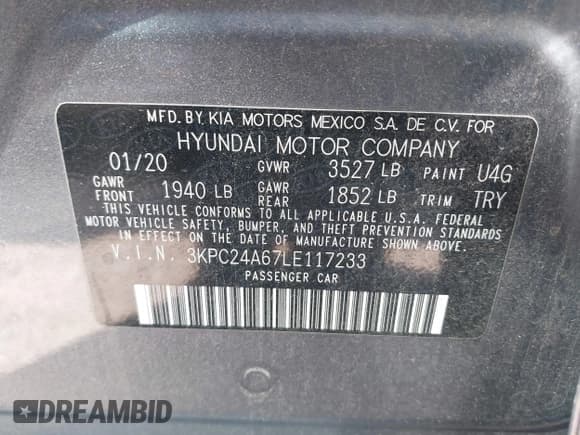 MFD. BY KIA MOTORS MEXICO S.A. DE C.V. FOR
HYUNDAI MOTOR COMPANY
01/20 GVWR 3527 LB PAINT U4G
GAWR FRONT 1940 LB GAWR REAR 1852 LB TRIM TRY
THIS VEHICLE CONFORMS TO ALL APPLICABLE U.S.A. FEDERAL
MOTOR VEHICLE SAFETY, BUMPER, AND THEFT PREVENTION STANDARDS
IN EFFECT ON THE DATE OF MANUFACTURE SHOWN ABOVE.
V.I.N. 3KPC24A67LE117233
PASSENGER CAR
DREAMBID